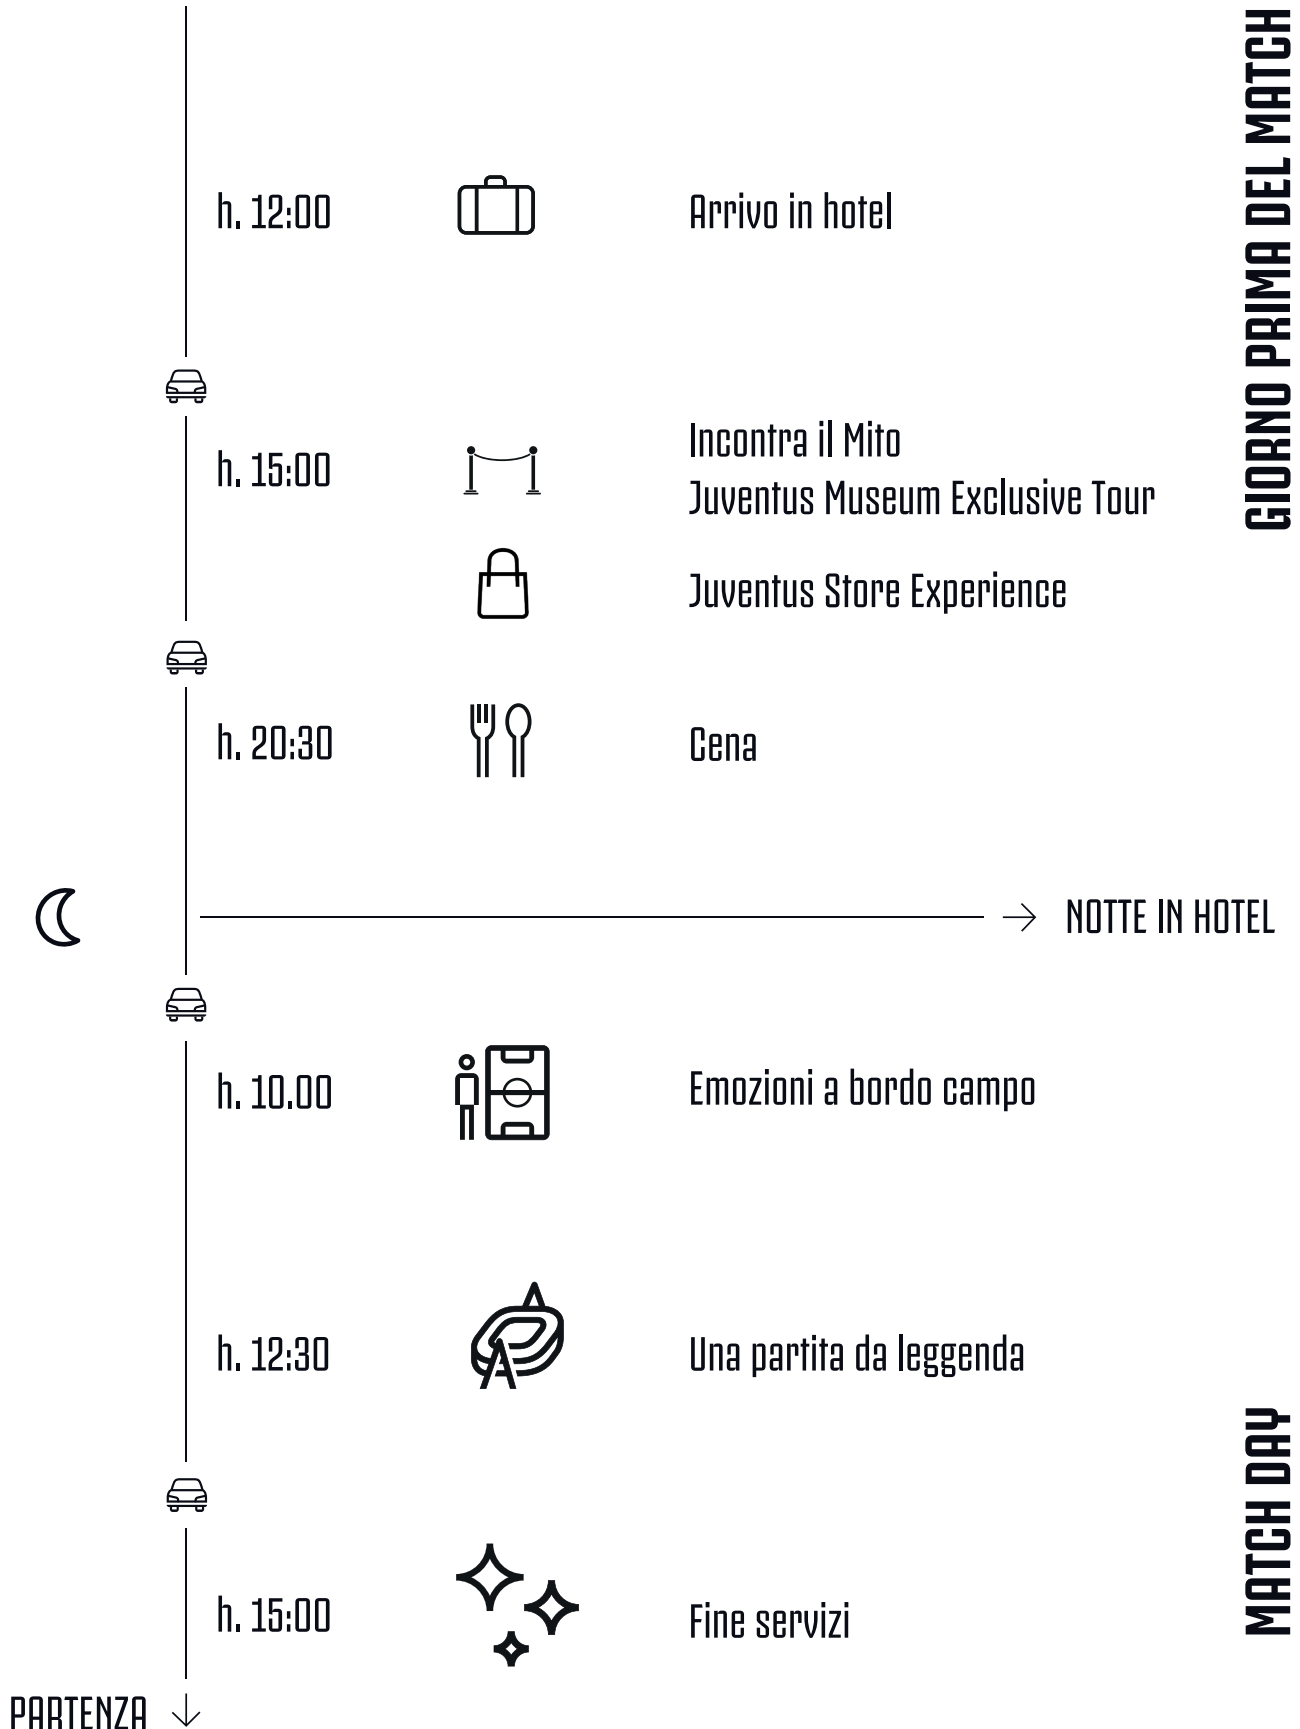 GIORNO PRIMA DEL MATCH
h. 12:00
Arrivo in hotel
h. 15:00
Incontra il Mito
Juventus Museum Exclusive Tour
Juventus Store Experience
h. 20:30
Cena
NOTTE IN HOTEL
h. 10.00
Emozioni a bordo campo
h. 12:30
Una partita da leggenda
MATCH DAY
h. 15:00
Fine servizi
PARTENZA